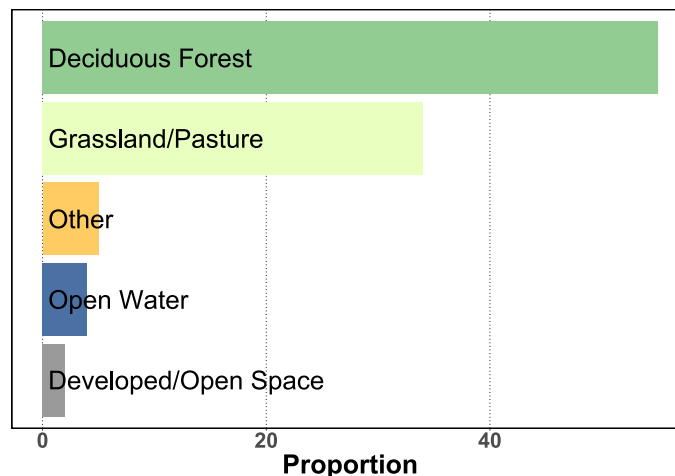 Deciduous Forest
Grassland/Pasture
Other
Open Water
Developed/Open Space
0 20 40
Proportion